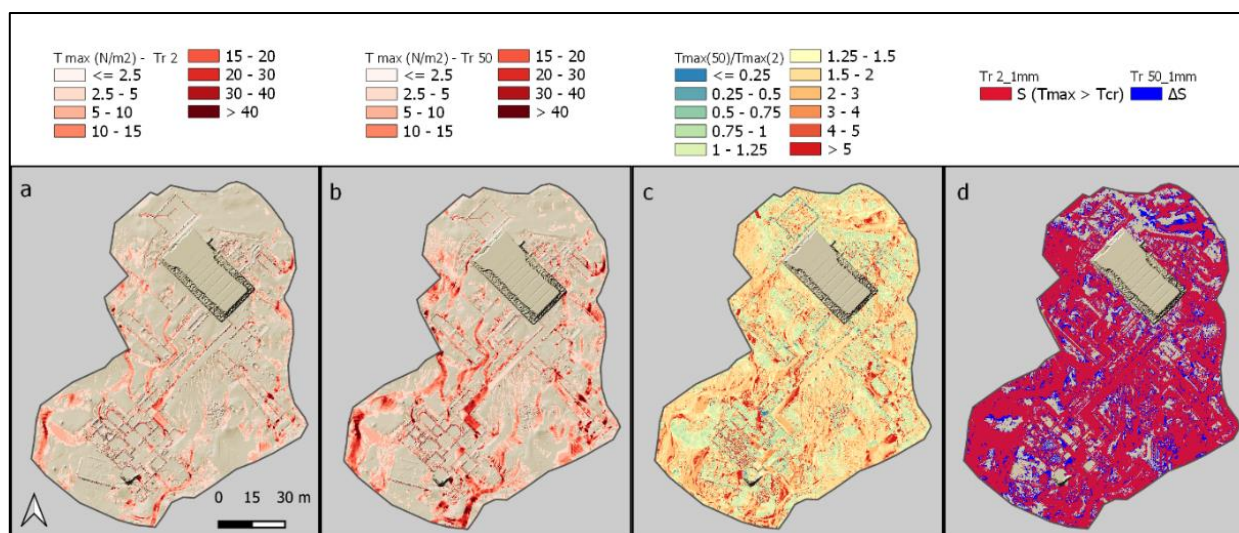 T max (N/m2) - Tr 2
<= 2.5
2.5 - 5
5 - 10
10 - 15
15 - 20
20 - 30
30 - 40
> 40
T max (N/m2) - Tr 50
<= 2.5
2.5 - 5
5 - 10
10 - 15
15 - 20
20 - 30
30 - 40
> 40
Tmax(50)/Tmax(2)
<= 0.25
0.25 - 0.5
0.5 - 0.75
0.75 - 1
1 - 1.25
1.25 - 1.5
1.5 - 2
2 - 3
3 - 4
4 - 5
> 5
Tr 2_1mm
S (Tmax > Tcr)
Tr 50_1mm
ΔS
a
b
c
d
0 15 30 m